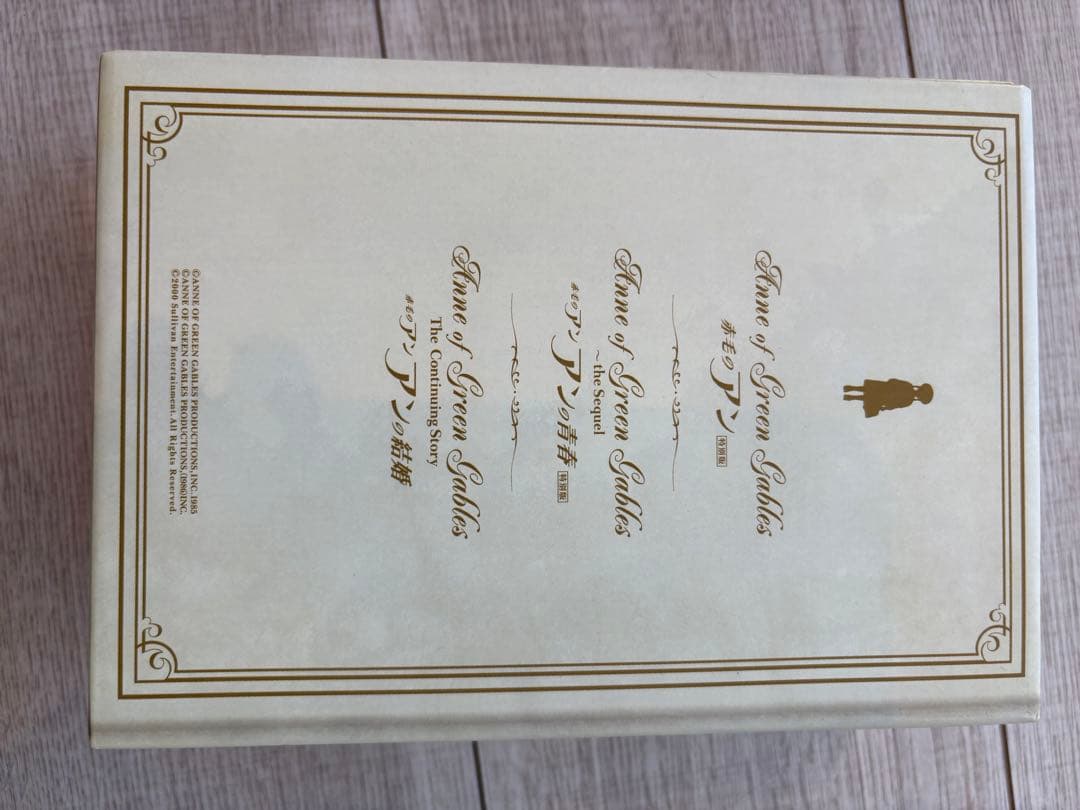 Anne of Green Gables
赤毛のアン 特別版
Anne of Green Gables
～the Sequel
赤毛のアン アンの青春 特別版
Anne of Green Gables
The Continuing Story
赤毛のアン アンの結婚
©ANNE OF GREEN GABLES PRODUCTIONS, INC. 1985
©ANNE OF GREEN GABLES PRODUCTIONS,(1986)INC.
©2000 Sullivan Entertainment. All Rights Reserved.